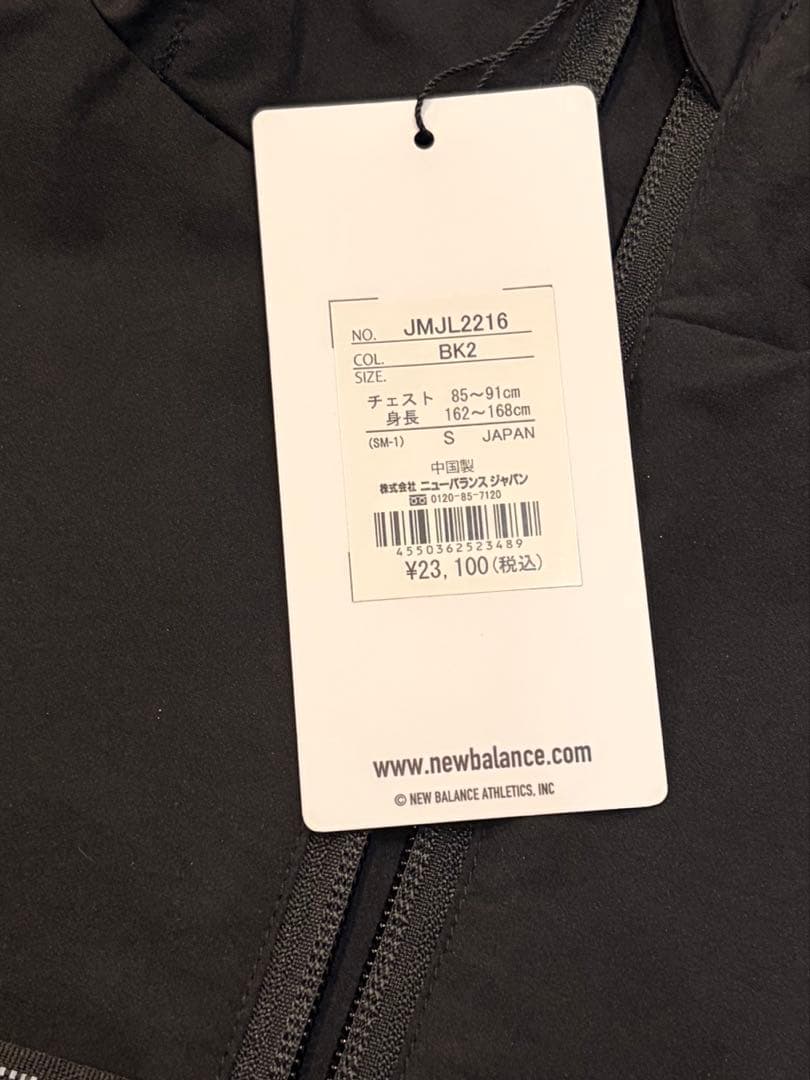 NO. JMJL2216
COL. BK2
SIZE.
チェスト 85～91cm
身長 162～168cm
(SM-1) S JAPAN
中国製
株式会社 ニューバランス ジャパン
0120-85-7120
4550362523489
¥23,100(税込)
www.newbalance.com
© NEW BALANCE ATHLETICS, INC